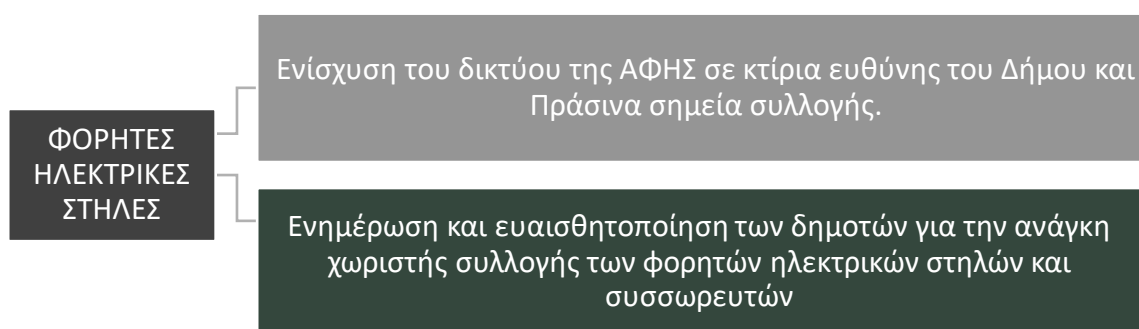 ΦΟΡΗΤΕΣ
ΗΛΕΚΤΡΙΚΕΣ
ΣΤΗΛΕΣ
Ενίσχυση του δικτύου της ΑΦΗΣ σε κτίρια ευθύνης του Δήμου και
Πράσινα σημεία συλλογής.
Ενημέρωση και ευαισθητοποίηση των δημοτών για την ανάγκη
χωριστής συλλογής των φορητών ηλεκτρικών στηλών και
συσσωρευτών